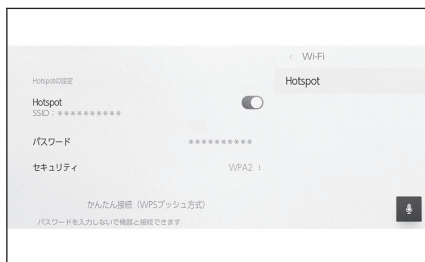 < Wi-Fi
Hotspot
Hotspotの設定
Hotspot
SSID：＊＊＊＊＊＊＊＊＊＊
パスワード ＊＊＊＊＊＊＊＊＊＊
セキュリティ WPA2
かんたん接続（WPSプッシュ方式）
パスワードを入力しないで機器と接続できます